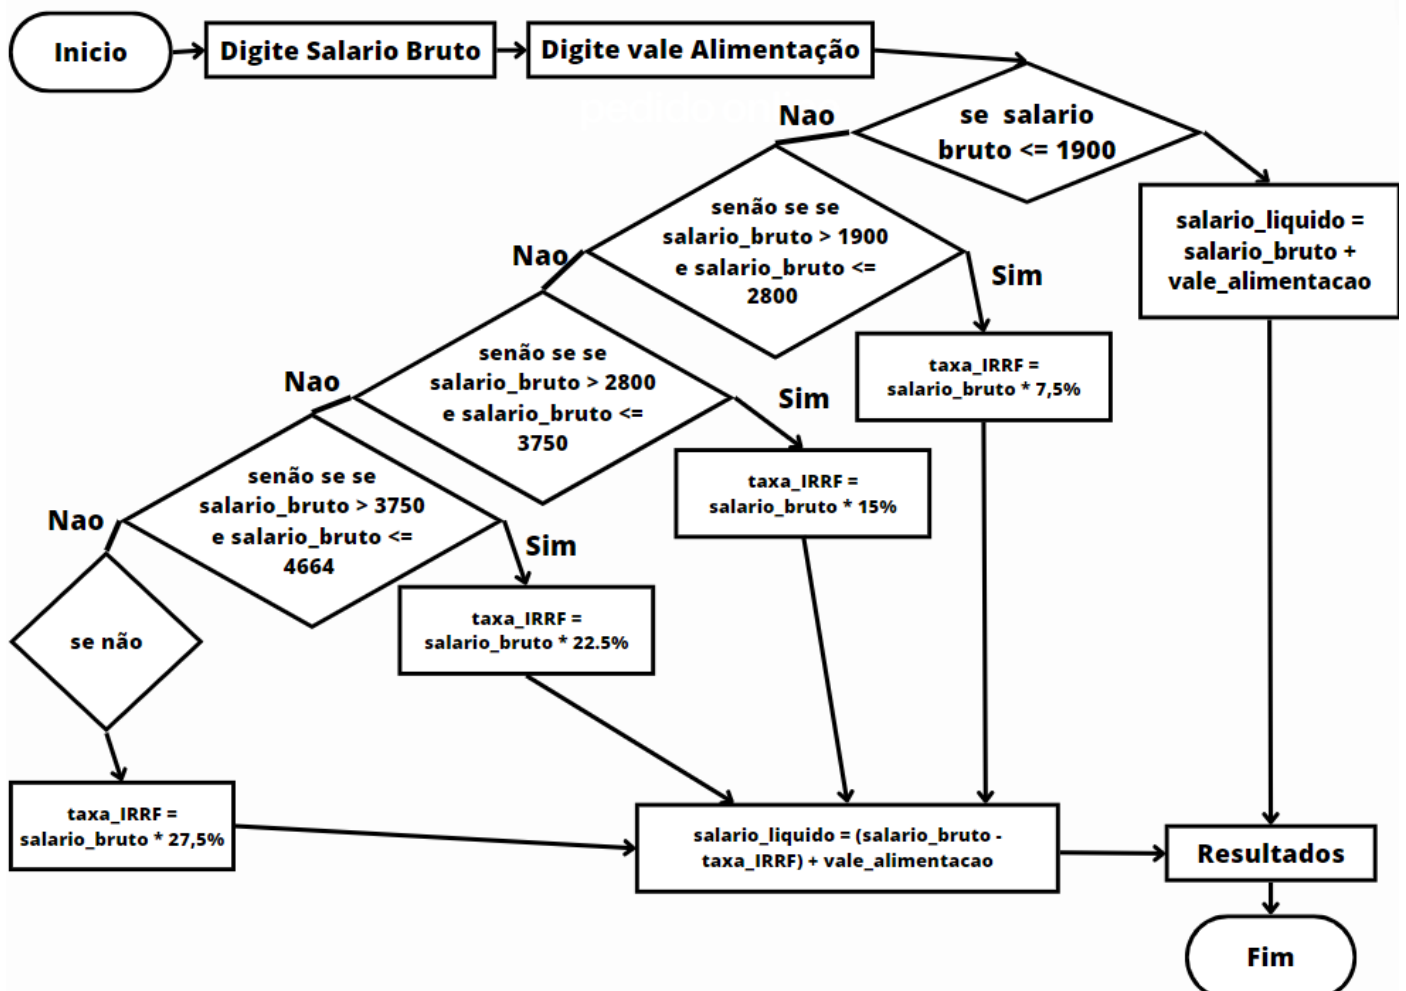 Inicio
Digite Salario Bruto
Digite vale Alimentação
se salario
bruto <= 1900
Nao
salario_liquido =
salario_bruto +
vale_alimentacao
senão se se
salario_bruto > 1900
e salario_bruto <=
2800
Nao
Sim
taxa_IRRF =
salario_bruto * 7,5%
senão se se
salario_bruto > 2800
e salario_bruto <=
3750
Nao
Sim
taxa_IRRF =
salario_bruto * 15%
senão se se
salario_bruto > 3750
e salario_bruto <=
4664
Nao
Sim
taxa_IRRF =
salario_bruto * 22.5%
se não
taxa_IRRF =
salario_bruto * 27,5%
salario_liquido = (salario_bruto -
taxa_IRRF) + vale_alimentacao
Resultados
Fim